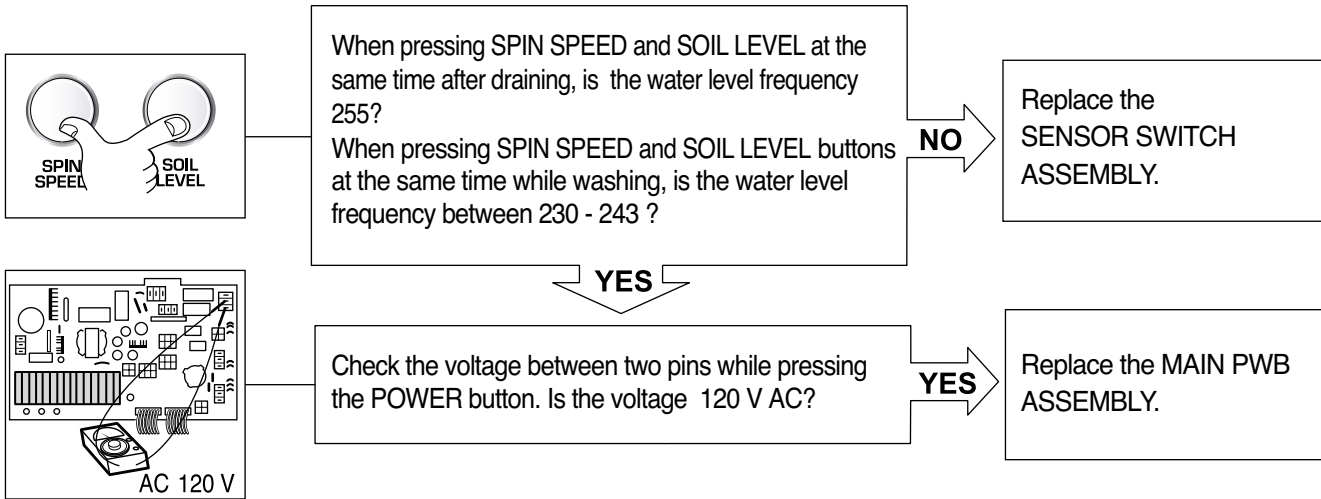 SPIN
SPEED
SOIL
LEVEL
When pressing SPIN SPEED and SOIL LEVEL at the
same time after draining, is the water level frequency
255?
When pressing SPIN SPEED and SOIL LEVEL buttons
at the same time while washing, is the water level
frequency between 230 - 243 ?
NO
Replace the
SENSOR SWITCH
ASSEMBLY.
YES
AC 120 V
Check the voltage between two pins while pressing
the POWER button. Is the voltage 120 V AC?
YES
Replace the MAIN PWB
ASSEMBLY.